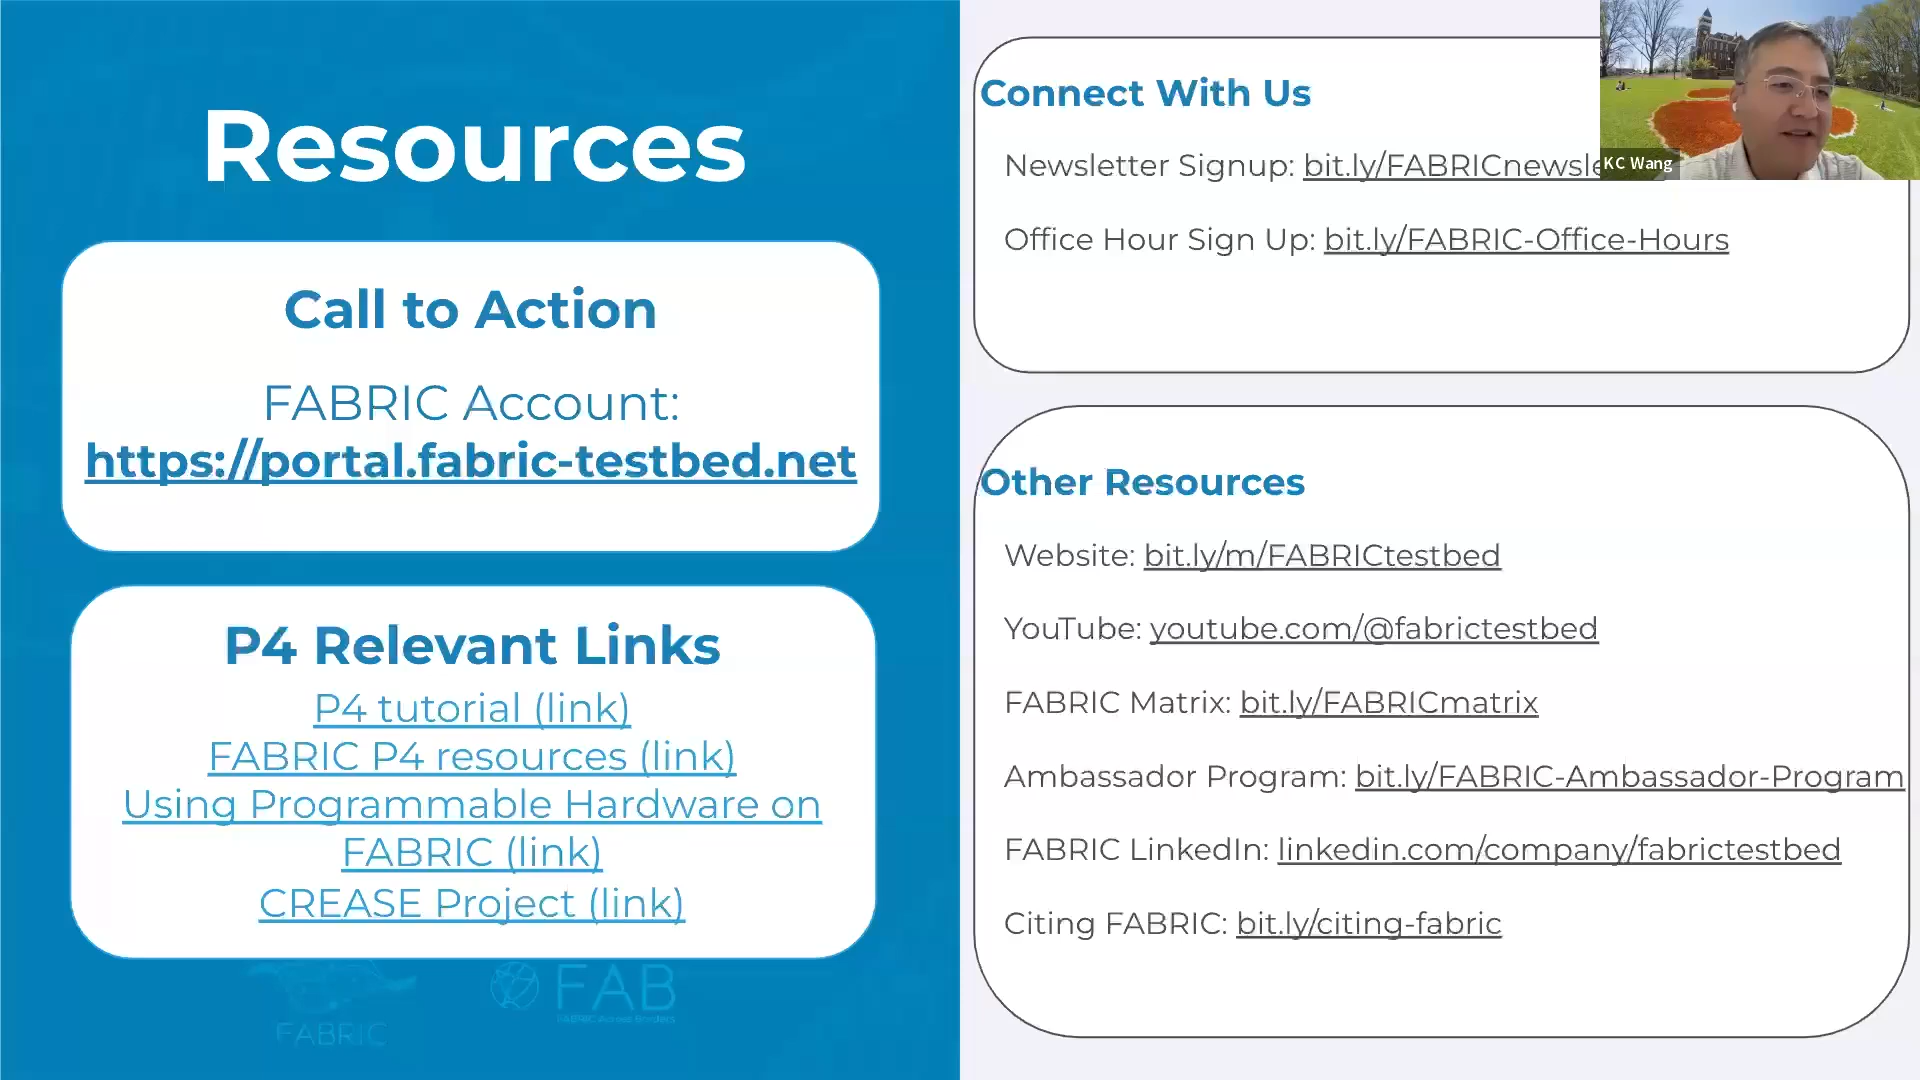 Resources
Call to Action
FABRIC Account:
https://portal.fabric-testbed.net
P4 Relevant Links
P4 tutorial (link)
FABRIC P4 resources (link)
Using Programmable Hardware on
FABRIC (link)
CREASE Project (link)
FABRIC
FAB
FABRIC Across Borders
Connect With Us
Newsletter Signup: bit.ly/FABRICnewsle
Office Hour Sign Up: bit.ly/FABRIC-Office-Hours
KC Wang
Other Resources
Website: bit.ly/m/FABRICtestbed
YouTube: youtube.com/@fabrictestbed
FABRIC Matrix: bit.ly/FABRICmatrix
Ambassador Program: bit.ly/FABRIC-Ambassador-Program
FABRIC LinkedIn: linkedin.com/company/fabrictestbed
Citing FABRIC: bit.ly/citing-fabric